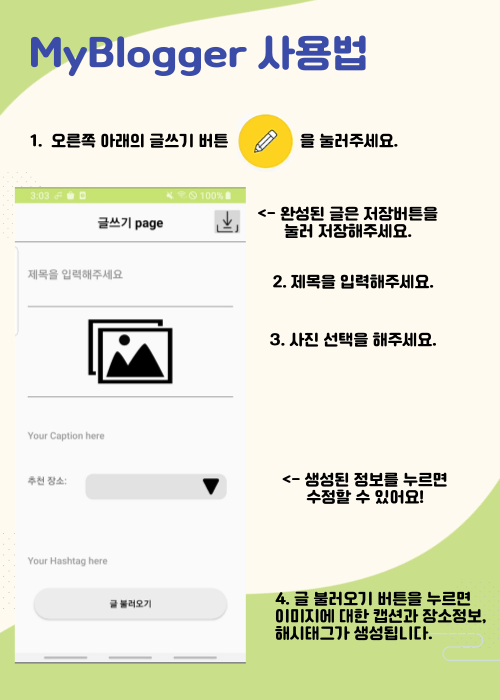 MyBlogger 사용법
1. 오른쪽 아래의 글쓰기 버튼 을 눌러주세요.
3:03 100%
글쓰기 page
<- 완성된 글은 저장버튼을
눌러 저장해주세요.
제목을 입력해주세요
2. 제목을 입력해주세요.
3. 사진 선택을 해주세요.
Your Caption here
추천 장소:
<- 생성된 정보를 누르면
수정할 수 있어요!
Your Hashtag here
글 불러오기
4. 글 불러오기 버튼을 누르면
이미지에 대한 캡션과 장소정보,
해시태그가 생성됩니다.